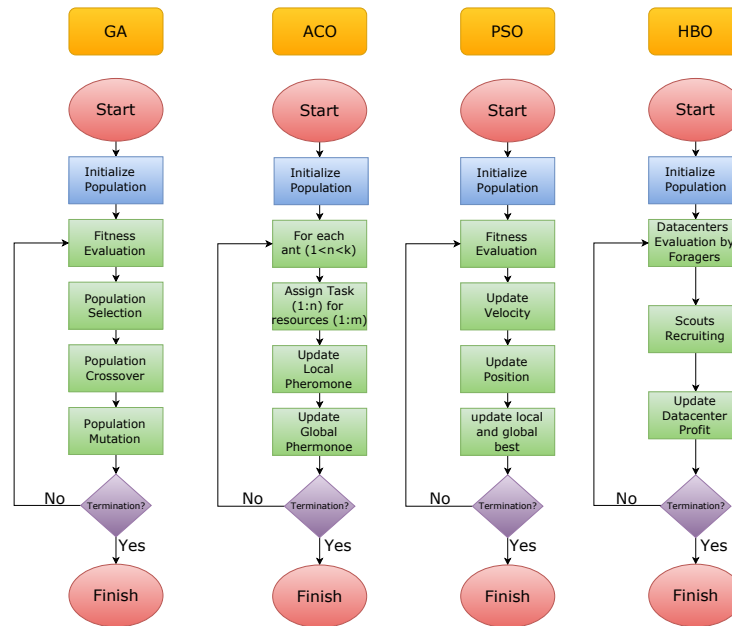 GA
Start
Initialize
Population
Fitness
Evaluation
Population
Selection
Population
Crossover
Population
Mutation
Termination?
No
Yes
Finish
ACO
Start
Initialize
Population
For each
ant (1<n<k)
Assign Task
(1:n) for
resources (1:m)
Update
Local
Pheromone
Update
Global
Phermonoe
Termination?
No
Yes
Finish
PSO
Start
Initialize
Population
Fitness
Evaluation
Update
Velocity
Update
Position
update local
and global
best
Termination?
No
Yes
Finish
HBO
Start
Initialize
Population
Datacenters
Evaluation by
Foragers
Scouts
Recruiting
Update
Datacenter
Profit
Termination?
No
Yes
Finish